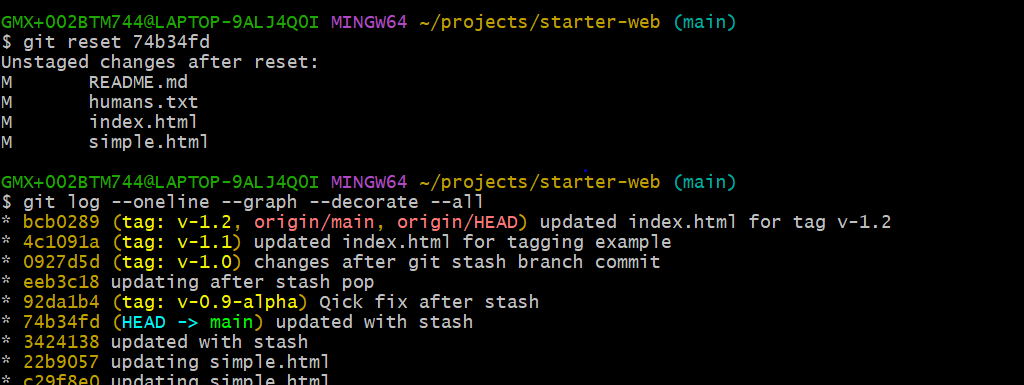 GMX+002BTM744@LAPTOP-9ALJ4Q0I MINGW64 ~/projects/starter-web (main)
$ git reset 74b34fd
Unstaged changes after reset:
M       README.md
M       humans.txt
M       index.html
M       simple.html
GMX+002BTM744@LAPTOP-9ALJ4Q0I MINGW64 ~/projects/starter-web (main)
$ git log --oneline --graph --decorate --all
* bcb0289 (tag: v-1.2, origin/main, origin/HEAD) updated index.html for tag v-1.2
* 4c1091a (tag: v-1.1) updated index.html for tagging example
* 0927d5d (tag: v-1.0) changes after git stash branch commit
* eeb3c18 updating after stash pop
* 92da1b4 (tag: v-0.9-alpha) Qick fix after stash
* 74b34fd (HEAD -> main) updated with stash
* 3424138 updated with stash
* 22b9057 updating simple.html
* c29f8e0 updating simple.html